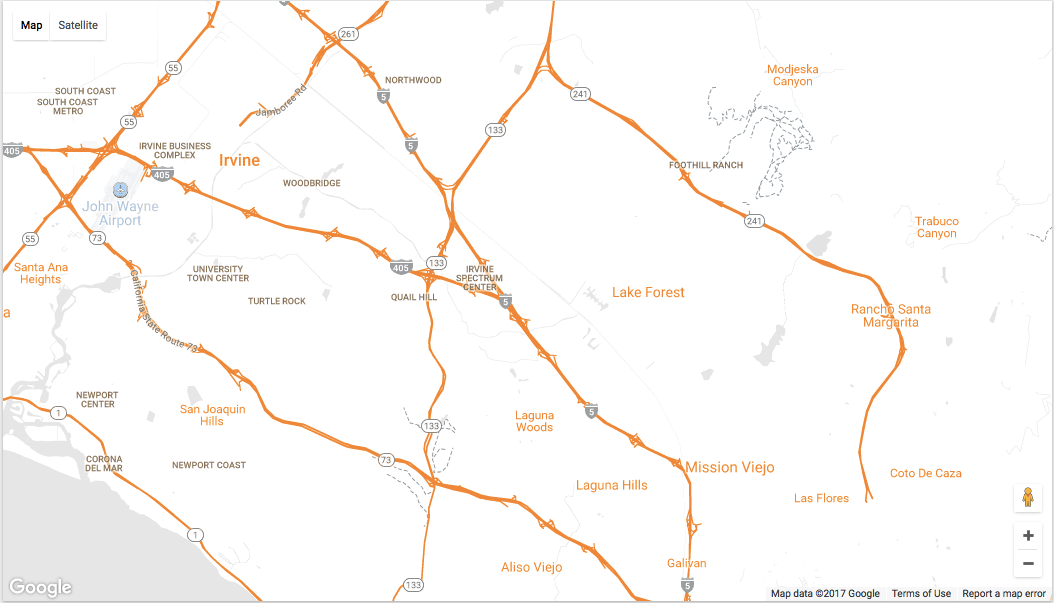 Map
Satellite
261
55
NORTHWOOD
Modjeska
Canyon
SOUTH COAST
SOUTH COAST
METRO
5
241
Jamboree Rd
55
133
405
IRVINE BUSINESS
COMPLEX
5
Irvine
FOOTHILL RANCH
405
WOODBRIDGE
John Wayne
Airport
241
Trabuco
Canyon
55
73
Santa Ana
Heights
133
405
UNIVERSITY
TOWN CENTER
IRVINE
SPECTRUM
CENTER
California State Route 73
TURTLE ROCK
QUAIL HILL
5
Lake Forest
a
Rancho Santa
Margarita
NEWPORT
CENTER
1
San Joaquin
Hills
Laguna
Woods
5
133
CORONA
DEL MAR
NEWPORT COAST
73
Mission Viejo
Coto De Caza
Laguna Hills
Las Flores
1
Aliso Viejo
Galivan
133
5
+
−
Google
Map data ©2017 Google
Terms of Use
Report a map error